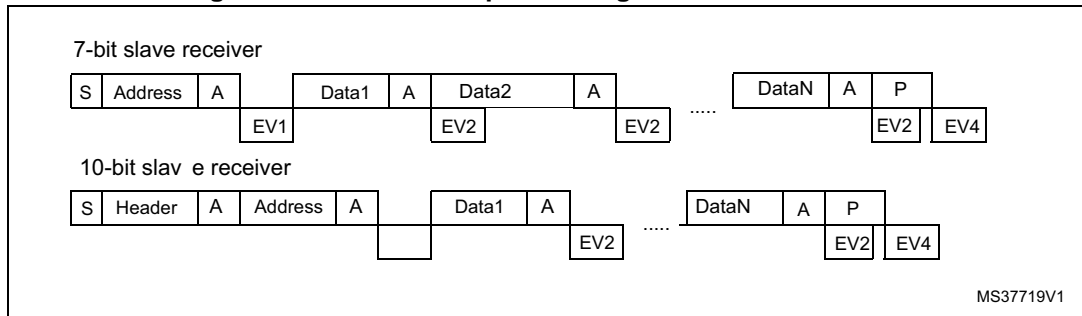 7-bit slave receiver
S Address A Data1 A Data2 A ..... DataN A P
EV1 EV2 EV2 EV2 EV4
10-bit slav e receiver
S Header A Address A Data1 A ..... DataN A P
EV2 EV2 EV4
MS37719V1